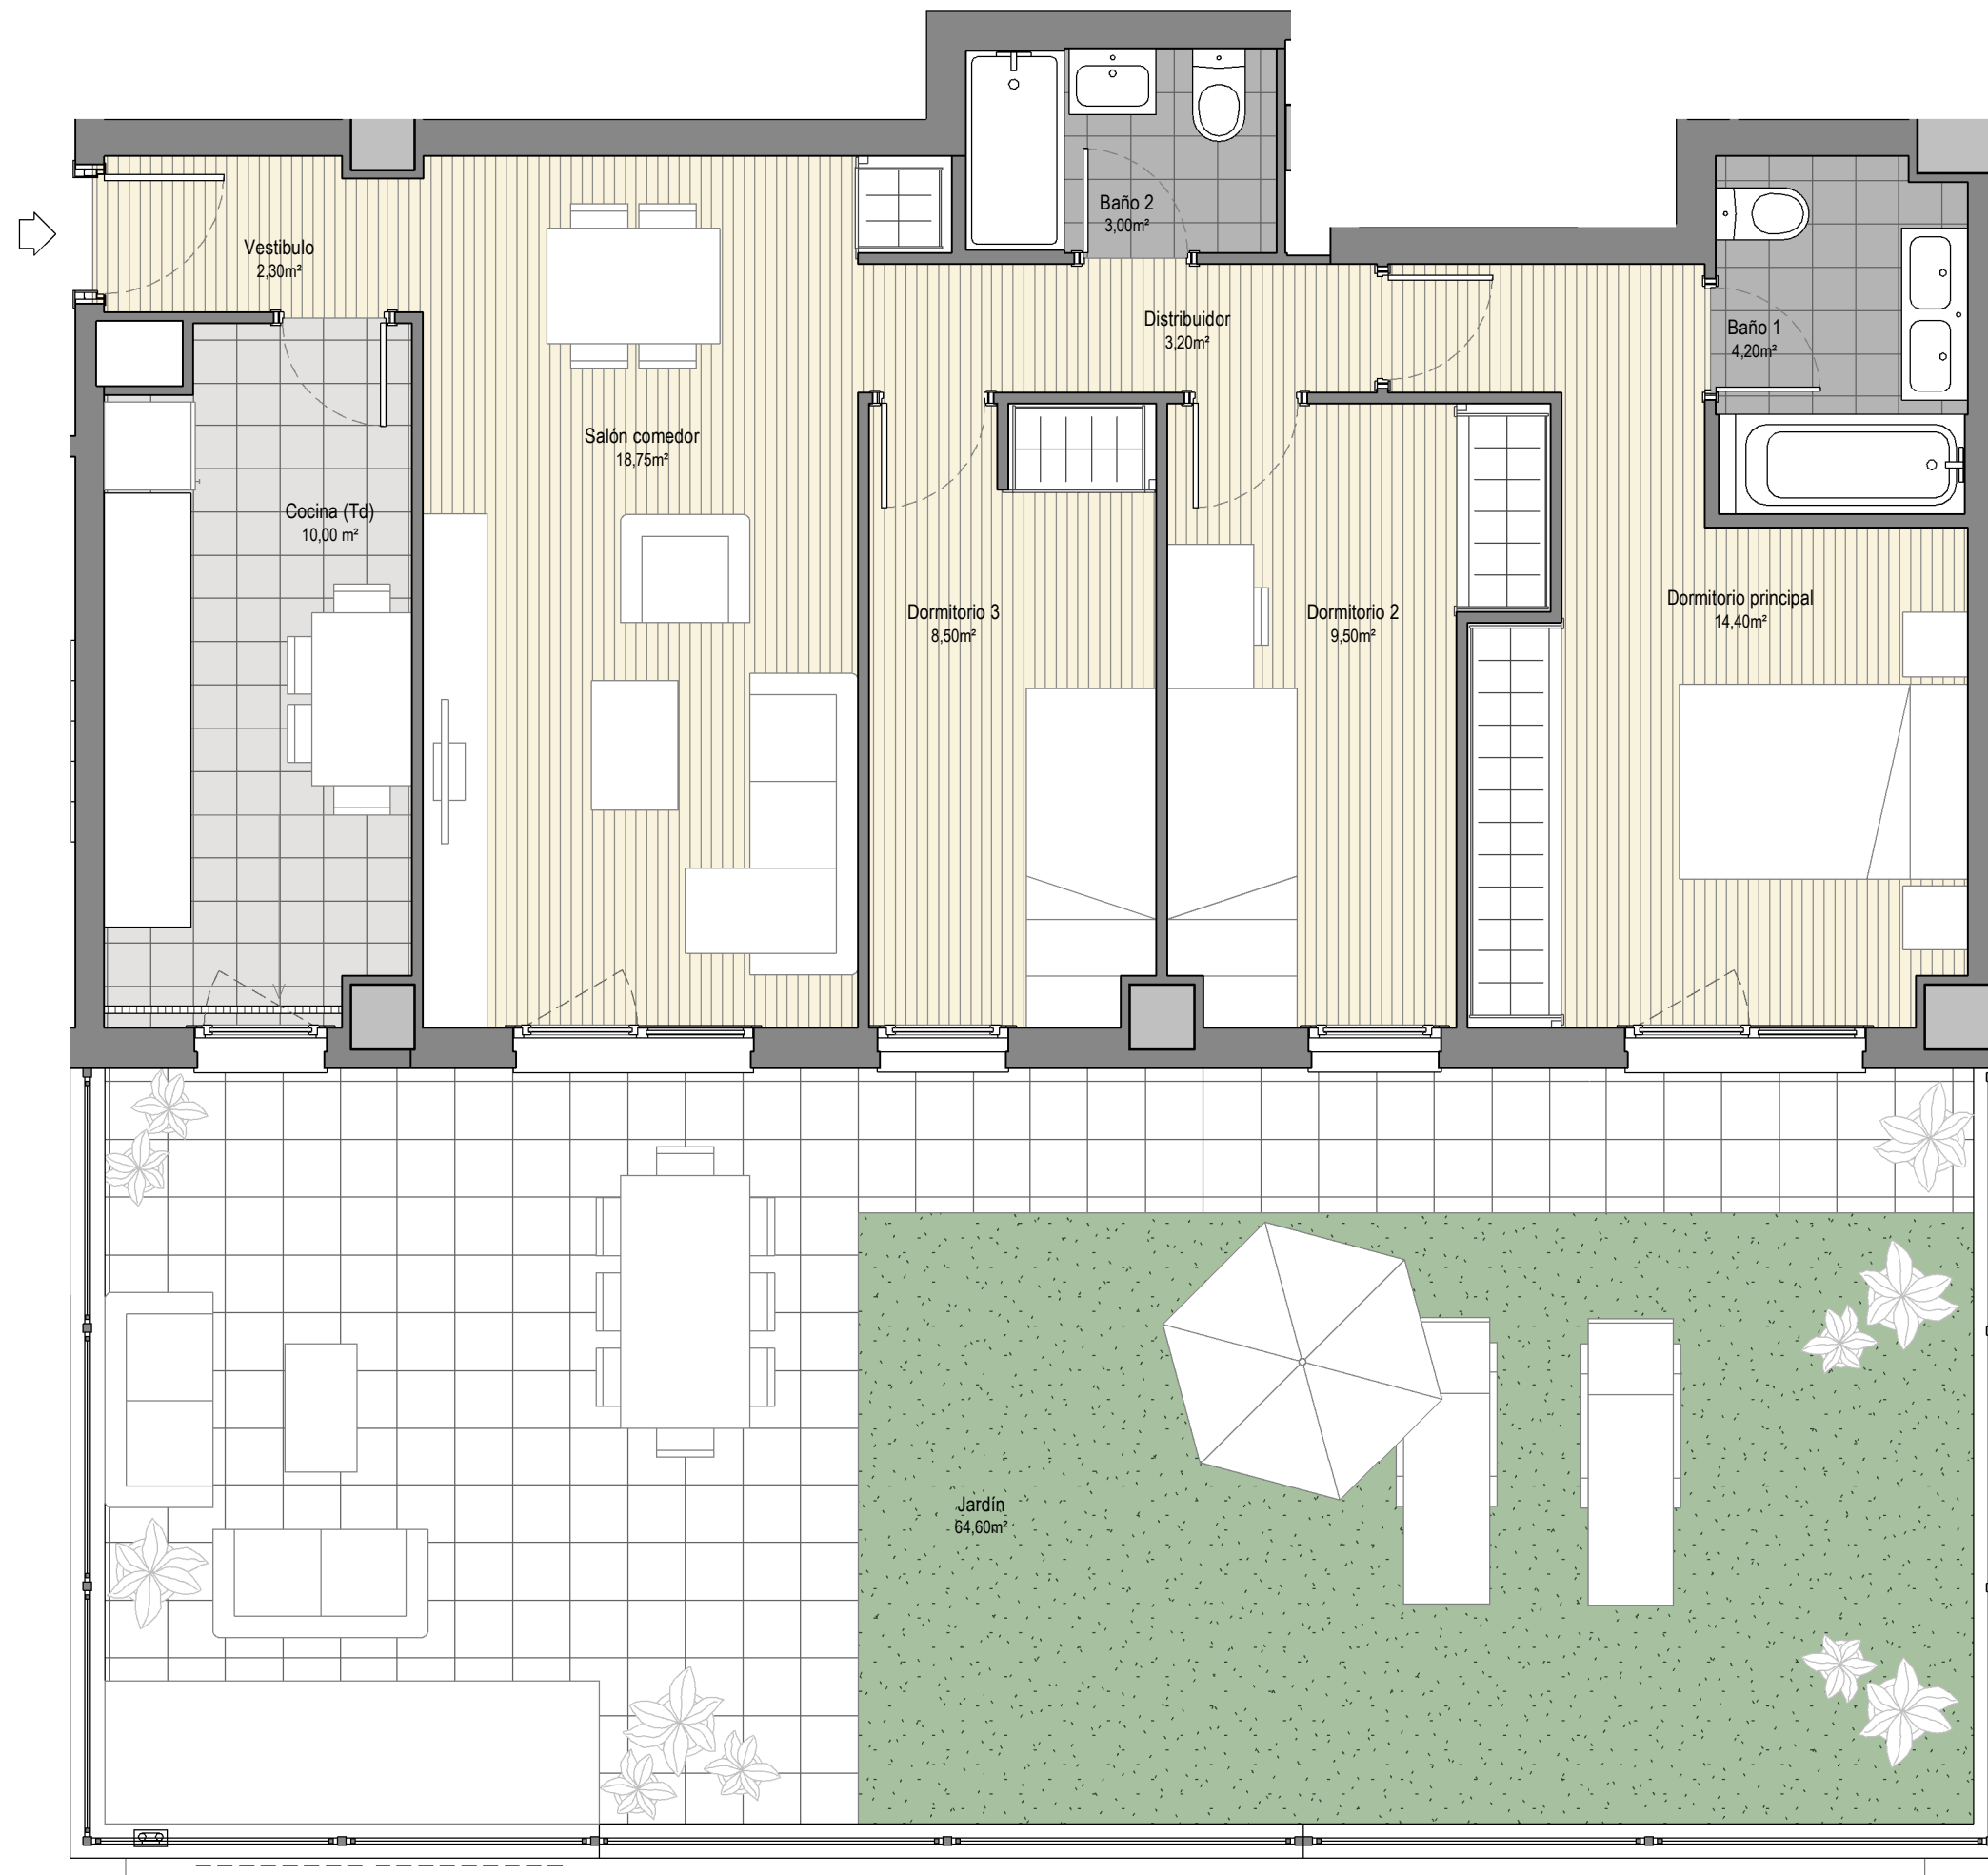 Baño 2
3,00m²
Vestibulo
2,30m²
Distribuidor
3,20m²
Baño 1
4,20m²
Salón comedor
18,75m²
Cocina (Td)
10,00 m²
Dormitorio 3
8,50m²
Dormitorio 2
9,50m²
Dormitorio principal
14,40m²
Jardín
64,60m²